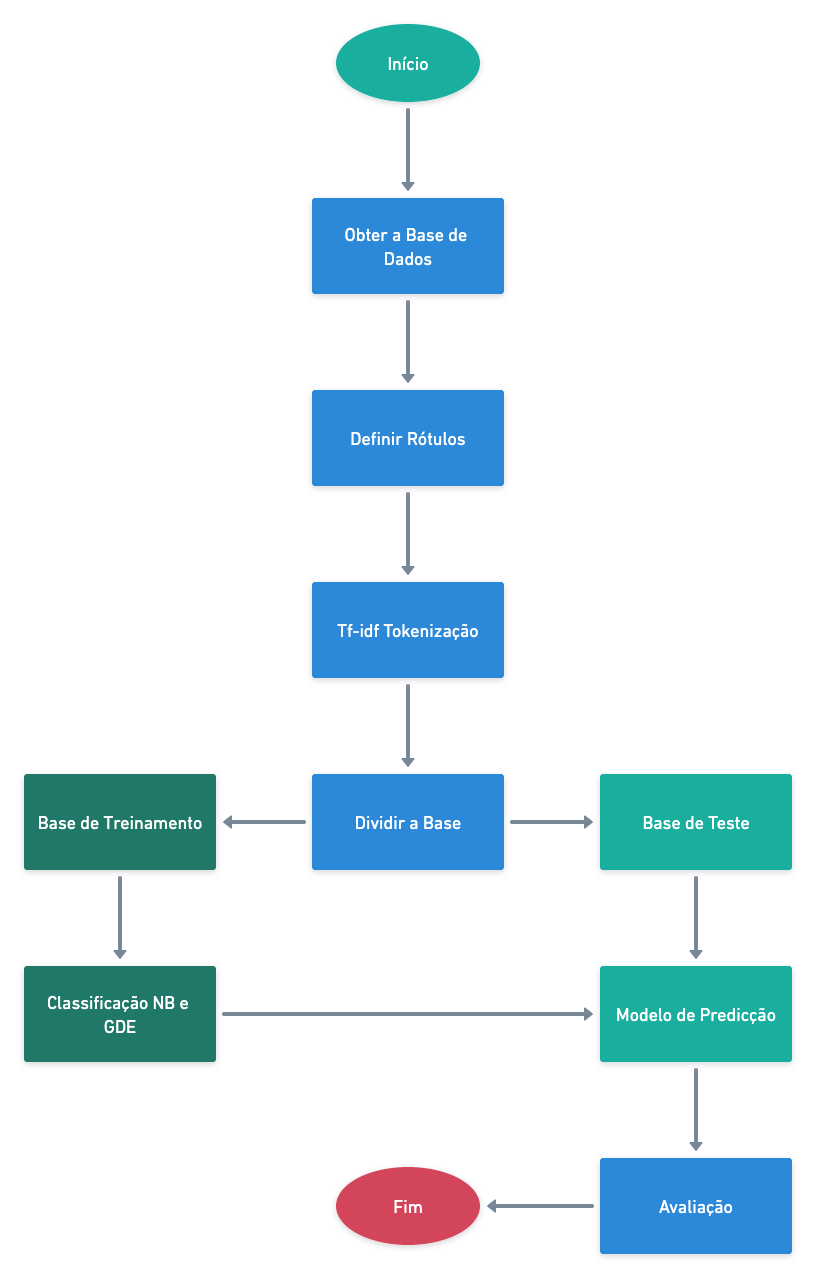 Início
Obter a Base de
Dados
Definir Rótulos
Tf-idf Tokenização
Base de Treinamento
Dividir a Base
Base de Teste
Classificação NB e
GDE
Modelo de Predicção
Fim
Avaliação